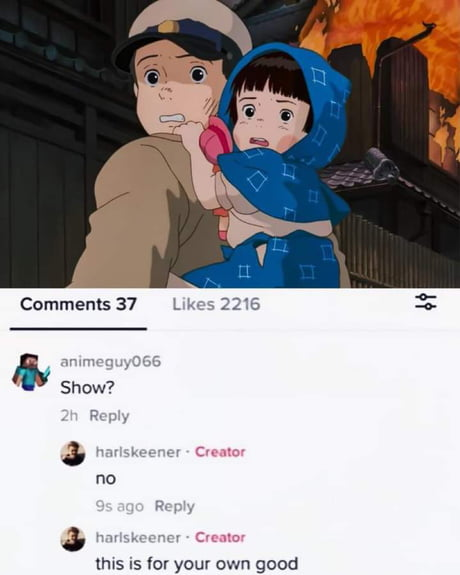 Comments 37 Likes 2216
animeguy066
Show?
2h Reply
harlskeener · Creator
no
9s ago Reply
harlskeener · Creator
this is for your own good